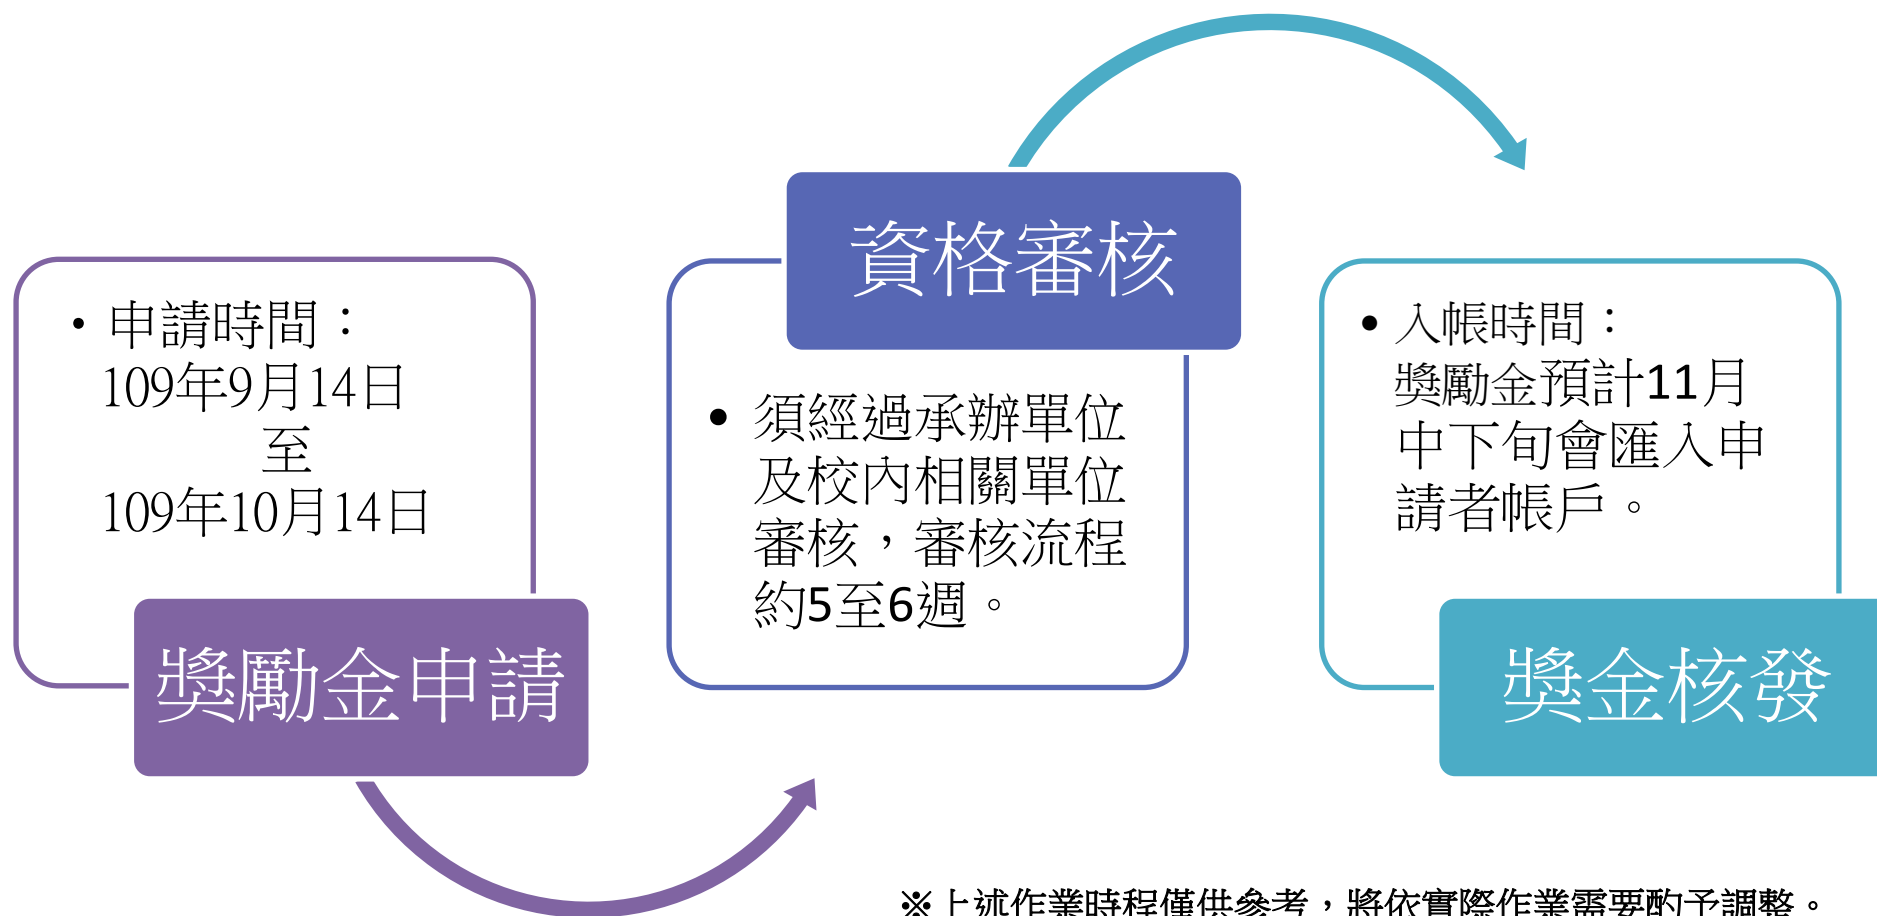 • 申請時間：
109年9月14日
至
109年10月14日
獎勵金申請
資格審核
• 須經過承辦單位
及校內相關單位
審核，審核流程
約5至6週。
• 入帳時間：
獎勵金預計11月
中下旬會匯入申
請者帳戶。
獎金核發
※上述作業時程僅供參考，將依實際作業需要酌予調整。